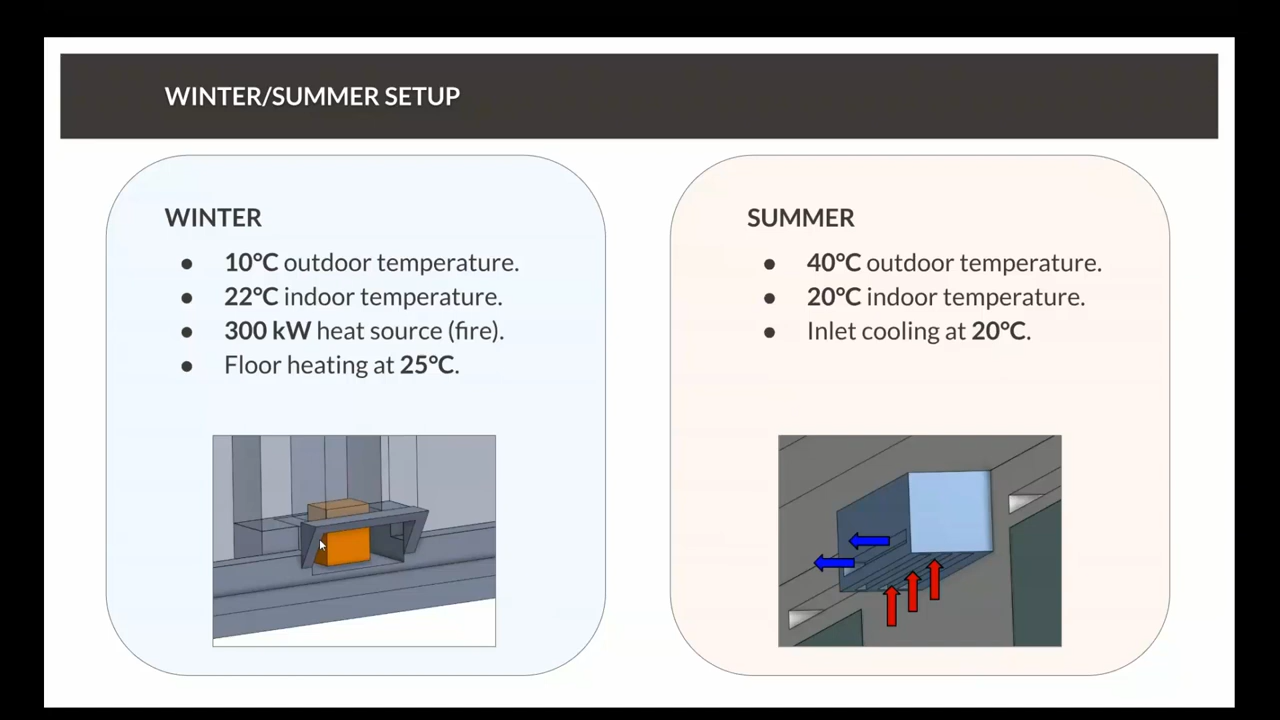 WINTER/SUMMER SETUP
WINTER
● 10°C outdoor temperature.
● 22°C indoor temperature.
● 300 kW heat source (fire).
● Floor heating at 25°C.
SUMMER
● 40°C outdoor temperature.
● 20°C indoor temperature.
● Inlet cooling at 20°C.